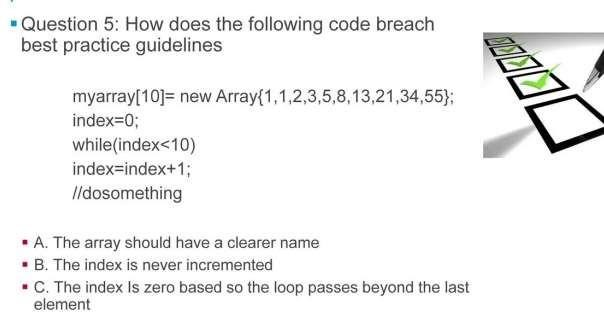 Question 5: How does the following code breach
best practice guidelines
myarray[10]= new Array{1,1,2,3,5,8,13,21,34,55};
index=0;
while(index<10)
index=index+1;
//dosomething
A. The array should have a clearer name
B. The index is never incremented
C. The index Is zero based so the loop passes beyond the last
element